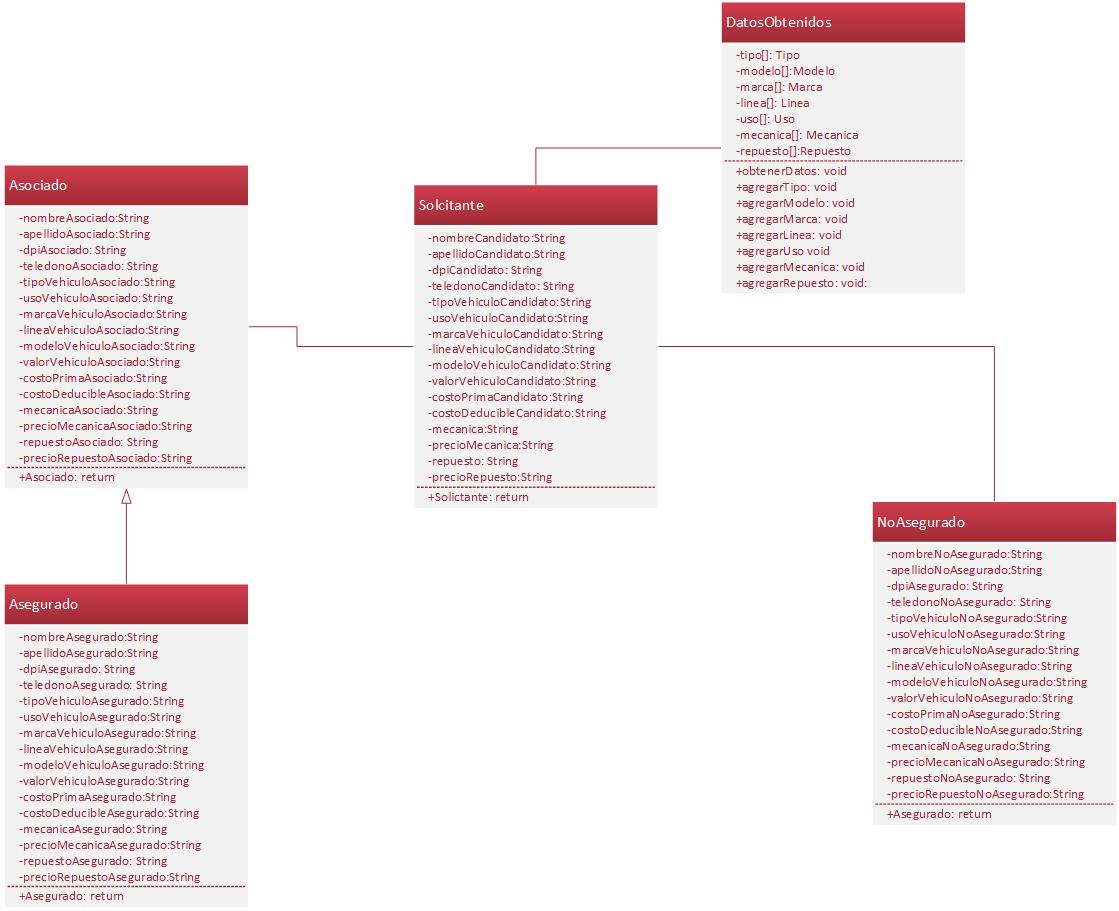 DatosObtenidos
-tipo[]: Tipo
-modelo[]:Modelo
-marca[]: Marca
-linea[]: Linea
-uso[]: Uso
-mecanica[]: Mecanica
-repuesto[]:Repuesto
+obtenerDatos: void
+agregarTipo: void
+agregarModelo: void
+agregarMarca: void
+agregarLinea: void
+agregarUso void
+agregarMecanica: void
+agregarRepuesto: void:
Asociado
-nombreAsociado:String
-apellidoAsociado:String
-dpiAsociado: String
-teledonoAsociado: String
-tipoVehiculoAsociado:String
-usoVehiculoAsociado:String
-marcaVehiculoAsociado:String
-lineaVehiculoAsociado:String
-modeloVehiculoAsociado:String
-valorVehiculoAsociado:String
-costoPrimaAsociado:String
-costoDeducibleAsociado:String
-mecanicaAsociado:String
-precioMecanicaAsociado:String
-repuestoAsociado: String
-precioRepuestoAsociado:String
+Asociado: return
Solcitante
-nombreCandidato:String
-apellidoCandidato:String
-dpiCandidato: String
-teledonoCandidato: String
-tipoVehiculoCandidato:String
-usoVehiculoCandidato:String
-marcaVehiculoCandidato:String
-lineaVehiculoCandidato:String
-modeloVehiculoCandidato:String
-valorVehiculoCandidato:String
-costoPrimaCandidato:String
-costoDeducibleCandidato:String
-mecanica:String
-precioMecanica:String
-repuesto: String
-precioRepuesto:String
+Solictante: return
NoAsegurado
-nombreNoAsegurado:String
-apellidoNoAsegurado:String
-dpiAsegurado: String
-teledonoNoAsegurado: String
-tipoVehiculoNoAsegurado:String
-usoVehiculoNoAsegurado:String
-marcaVehiculoNoAsegurado:String
-lineaVehiculoNoAsegurado:String
-modeloVehiculoNoAsegurado:String
-valorVehiculoNoAsegurado:String
-costoPrimaNoAsegurado:String
-costoDeducibleNoAsegurado:String
-mecanicaNoAsegurado:String
-precioMecanicaNoAsegurado:String
-repuestoNoAsegurado: String
-precioRepuestoNoAsegurado:String
+Asegurado: return
Asegurado
-nombreAsegurado:String
-apellidoAsegurado:String
-dpiAsegurado: String
-teledonoAsegurado: String
-tipoVehiculoAsegurado:String
-usoVehiculoAsegurado:String
-marcaVehiculoAsegurado:String
-lineaVehiculoAsegurado:String
-modeloVehiculoAsegurado:String
-valorVehiculoAsegurado:String
-costoPrimaAsegurado:String
-costoDeducibleAsegurado:String
-mecanicaAsegurado:String
-precioMecanicaAsegurado:String
-repuestoAsegurado: String
-precioRepuestoAsegurado:String
+Asegurado: return